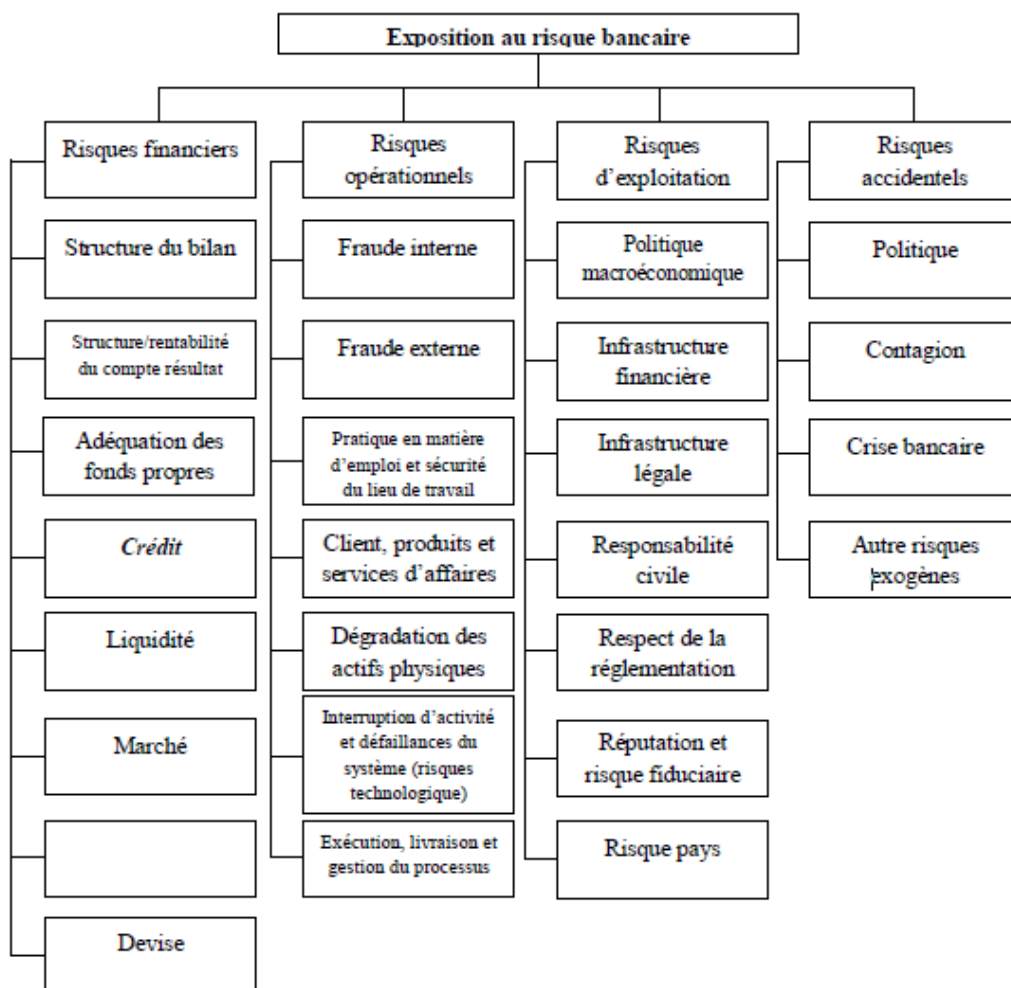 Exposition au risque bancaire
Risques financiers
Structure du bilan
Structure/rentabilité
du compte résultat
Adéquation des
fonds propres
Crédit
Liquidité
Marché
Devise
Risques
opérationnels
Fraude interne
Fraude externe
Pratique en matière
d'emploi et sécurité
du lieu de travail
Client, produits et
services d'affaires
Dégradation des
actifs physiques
Interruption d'activité
et défaillances du
système (risques
technologique)
Exécution, livraison et
gestion du processus
Risques
d'exploitation
Politique
macroéconomique
Infrastructure
financière
Infrastructure
légale
Responsabilité
civile
Respect de la
réglementation
Réputation et
risque fiduciaire
Risque pays
Risques
accidentels
Politique
Contagion
Crise bancaire
Autre risques
exogènes